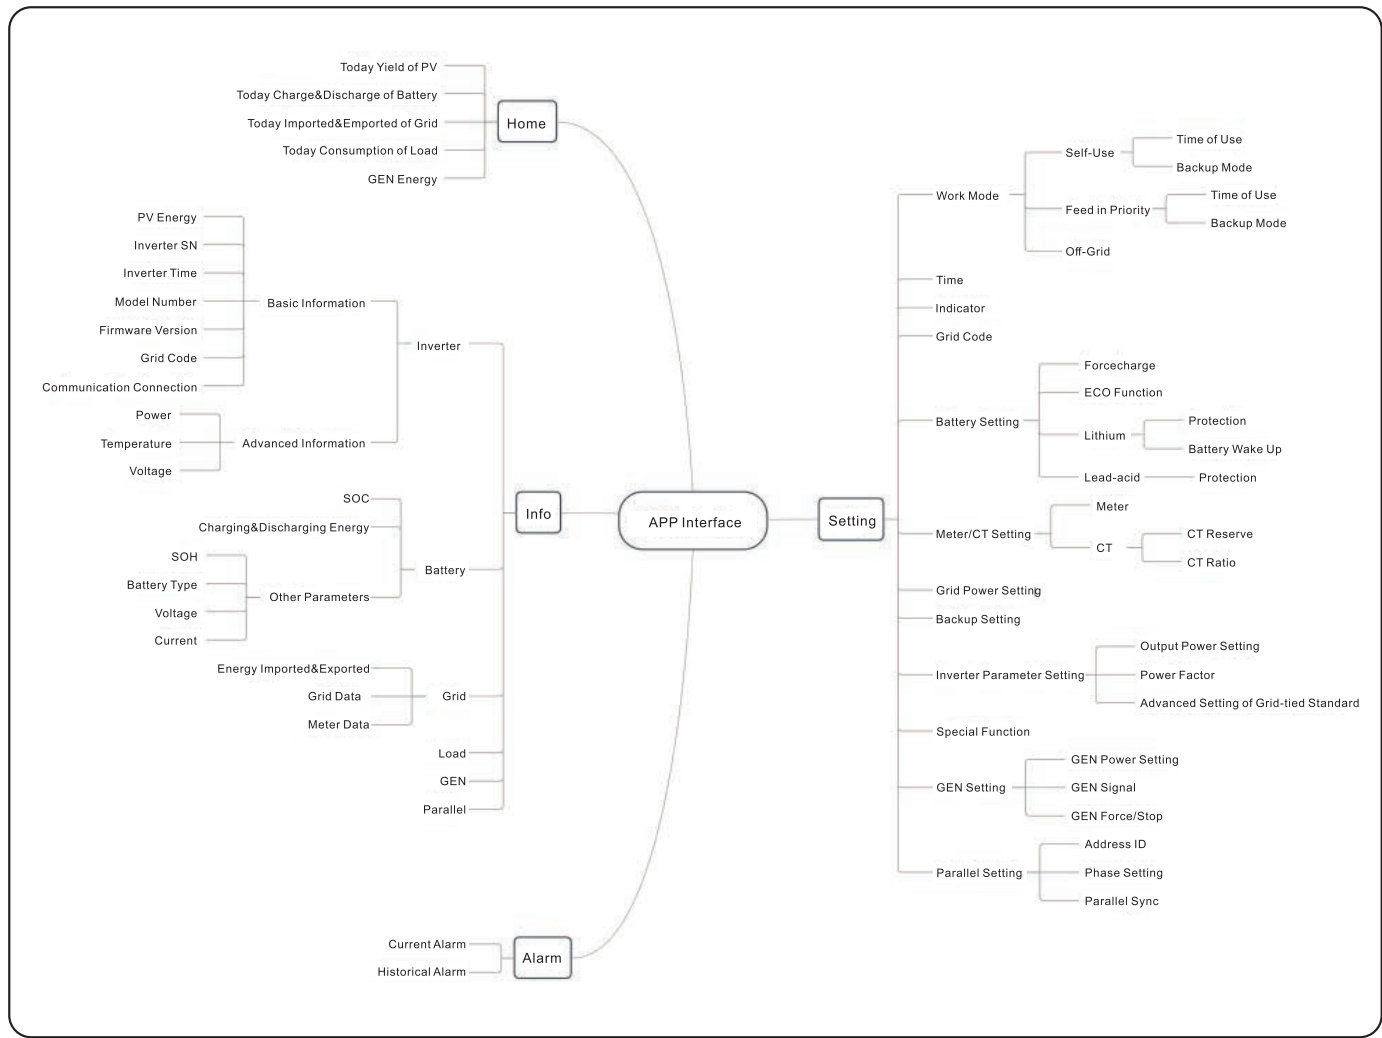 Today Yield of PV
Today Charge&Discharge of Battery
Today Imported&Emported of Grid
Today Consumption of Load
GEN Energy
Home
PV Energy
Inverter SN
Inverter Time
Model Number
Firmware Version
Grid Code
Communication Connection
Basic Information
Power
Temperature
Voltage
Advanced Information
Inverter
SOC
Charging&Discharging Energy
SOH
Battery Type
Voltage
Current
Other Parameters
Battery
Energy Imported&Exported
Grid Data
Meter Data
Grid
Load
GEN
Parallel
Info
Current Alarm
Historical Alarm
Alarm
APP Interface
Setting
Work Mode
Self-Use
Time of Use
Backup Mode
Feed in Priority
Time of Use
Backup Mode
Off-Grid
Time
Indicator
Grid Code
Battery Setting
Forcecharge
ECO Function
Lithium
Protection
Battery Wake Up
Lead-acid
Protection
Meter/CT Setting
Meter
CT
CT Reserve
CT Ratio
Grid Power Setting
Backup Setting
Inverter Parameter Setting
Output Power Setting
Power Factor
Advanced Setting of Grid-tied Standard
Special Function
GEN Setting
GEN Power Setting
GEN Signal
GEN Force/Stop
Parallel Setting
Address ID
Phase Setting
Parallel Sync